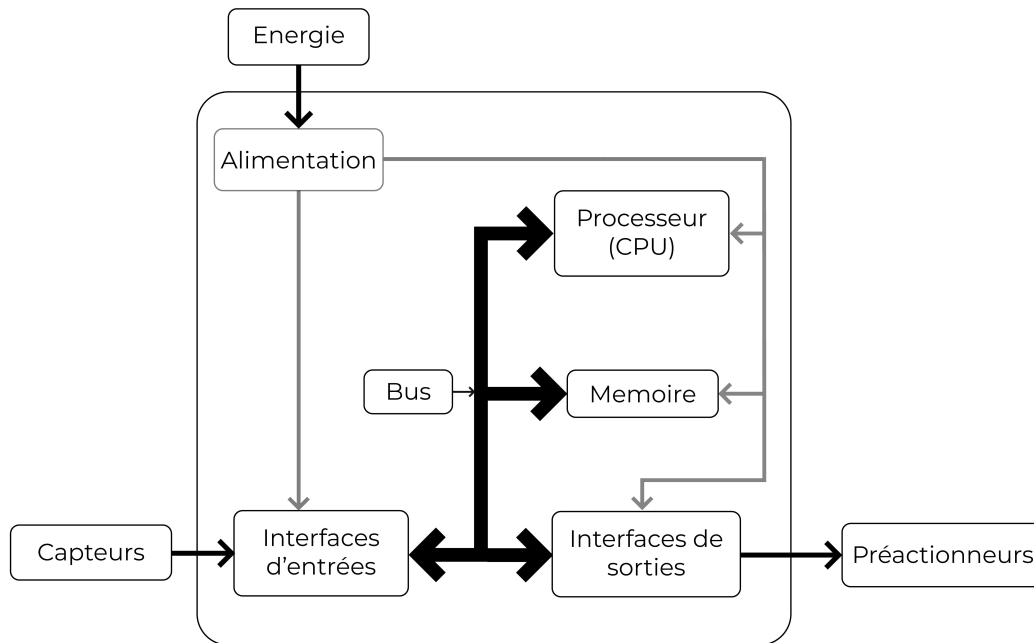 Energie
Alimentation
Processeur
(CPU)
Bus
Memoire
Capteurs
Interfaces
d'entrées
Interfaces de
sorties
Préactionneurs